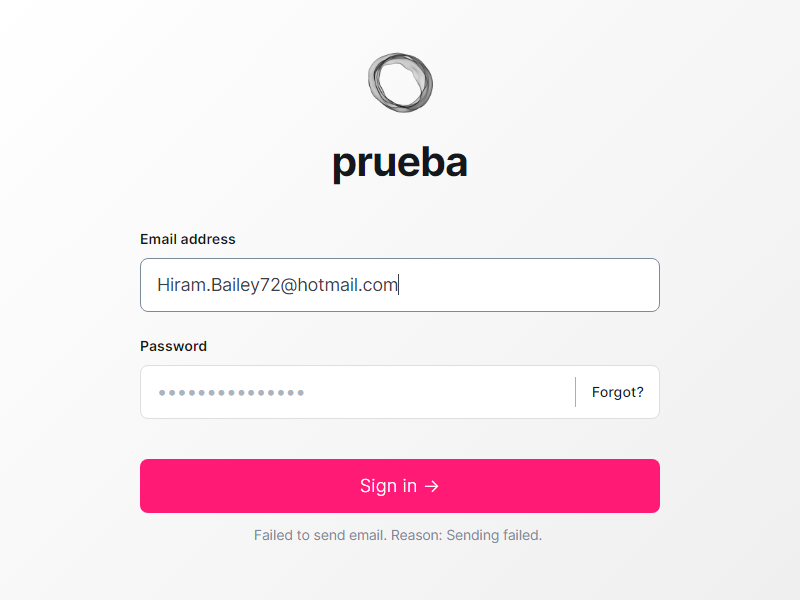 prueba
Email address
Hiram.Bailey72@hotmail.com
Password
●●●●●●●●●●●●●●●
Forgot?
Sign in →
Failed to send email. Reason: Sending failed.